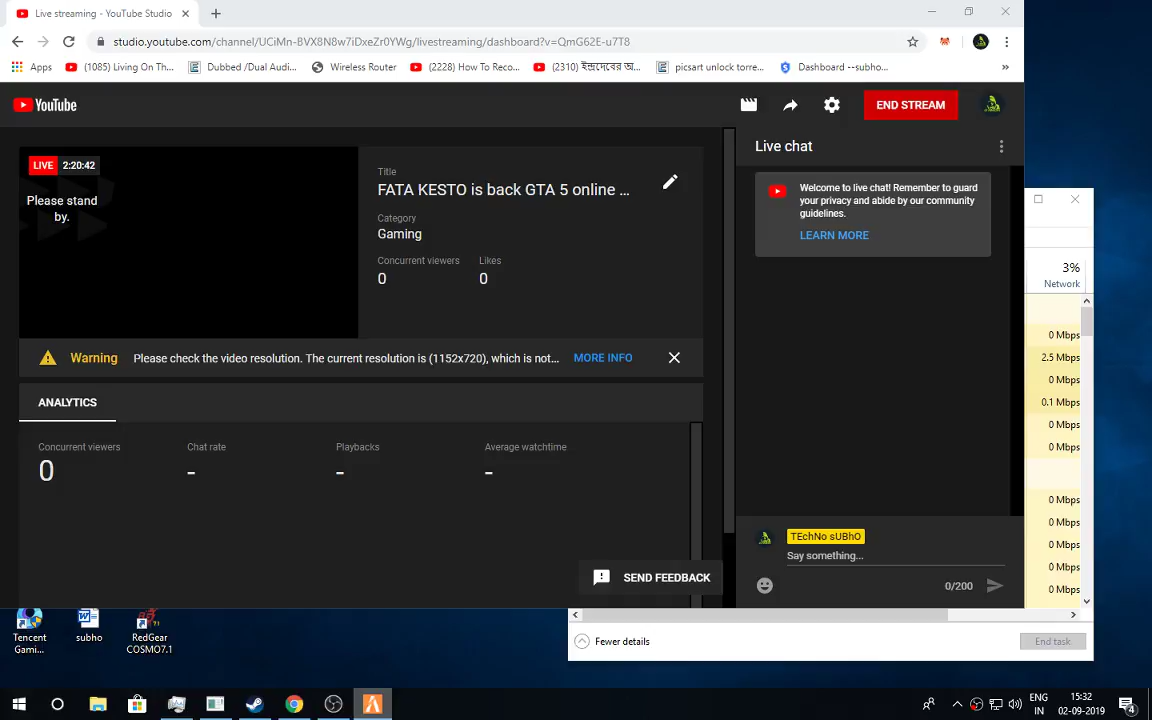 Live streaming - YouTube Studio
studio.youtube.com/channel/UCiMn-BVX8N8w7iDxeZr0YWg/livestreaming/dashboard?v=QmG62E-u7T8
Apps
(1085) Living On Th...
Dubbed /Dual Audi...
Wireless Router
(2228) How To Reco...
(2310) ইন্দ্রদেবের অ...
picsart unlock torre...
Dashboard --subho...
»
YouTube
END STREAM
LIVE 2:20:42
Please stand
by.
Title
FATA KESTO is back GTA 5 online ...
Category
Gaming
Concurrent viewers Likes
0 0
Warning Please check the video resolution. The current resolution is (1152x720), which is not... MORE INFO
ANALYTICS
Concurrent viewers Chat rate Playbacks Average watchtime
0 - - -
SEND FEEDBACK
Live chat
Welcome to live chat! Remember to guard
your privacy and abide by our community
guidelines.
LEARN MORE
TEchNo sUBhO
Say something...
0/200
3%
Network
0 Mbps
2.5 Mbps
0 Mbps
0.1 Mbps
0 Mbps
0 Mbps
0 Mbps
0 Mbps
0 Mbps
0 Mbps
0 Mbps
Fewer details
End task
Tencent
Gami...
subho
RedGear
COSMO7.1
ENG
IN
15:32
02-09-2019
4